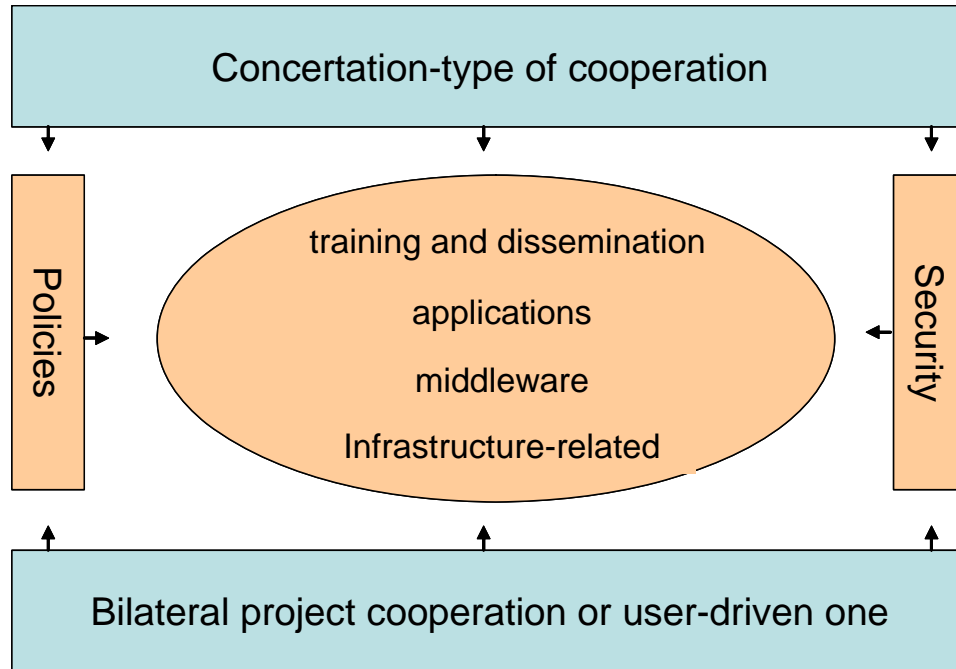 Concertation-type of cooperation
Policies
training and dissemination
applications
middleware
Infrastructure-related
Security
Bilateral project cooperation or user-driven one